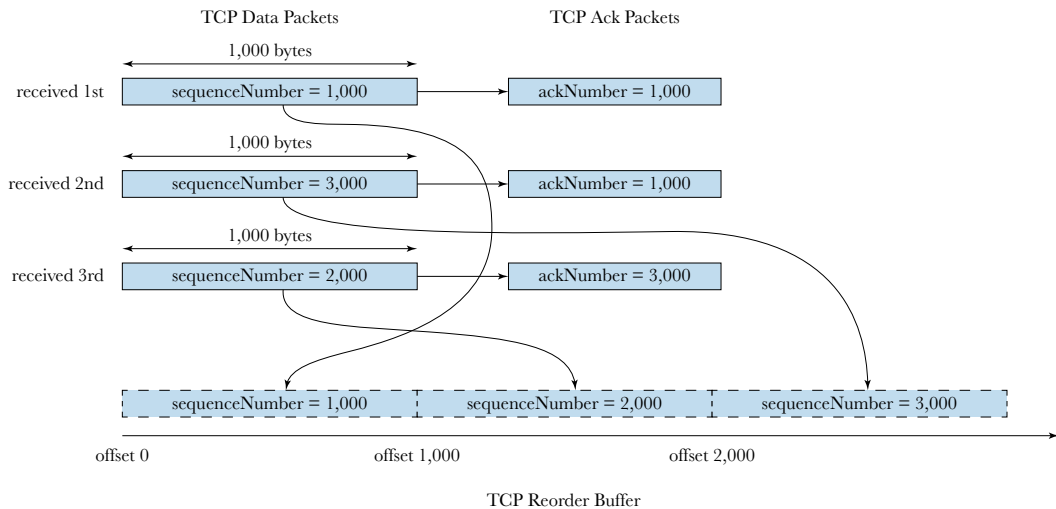 TCP Data Packets
TCP Ack Packets
1,000 bytes
received 1st
sequenceNumber = 1,000
ackNumber = 1,000
1,000 bytes
received 2nd
sequenceNumber = 3,000
ackNumber = 1,000
1,000 bytes
received 3rd
sequenceNumber = 2,000
ackNumber = 3,000
sequenceNumber = 1,000
sequenceNumber = 2,000
sequenceNumber = 3,000
offset 0
offset 1,000
offset 2,000
TCP Reorder Buffer